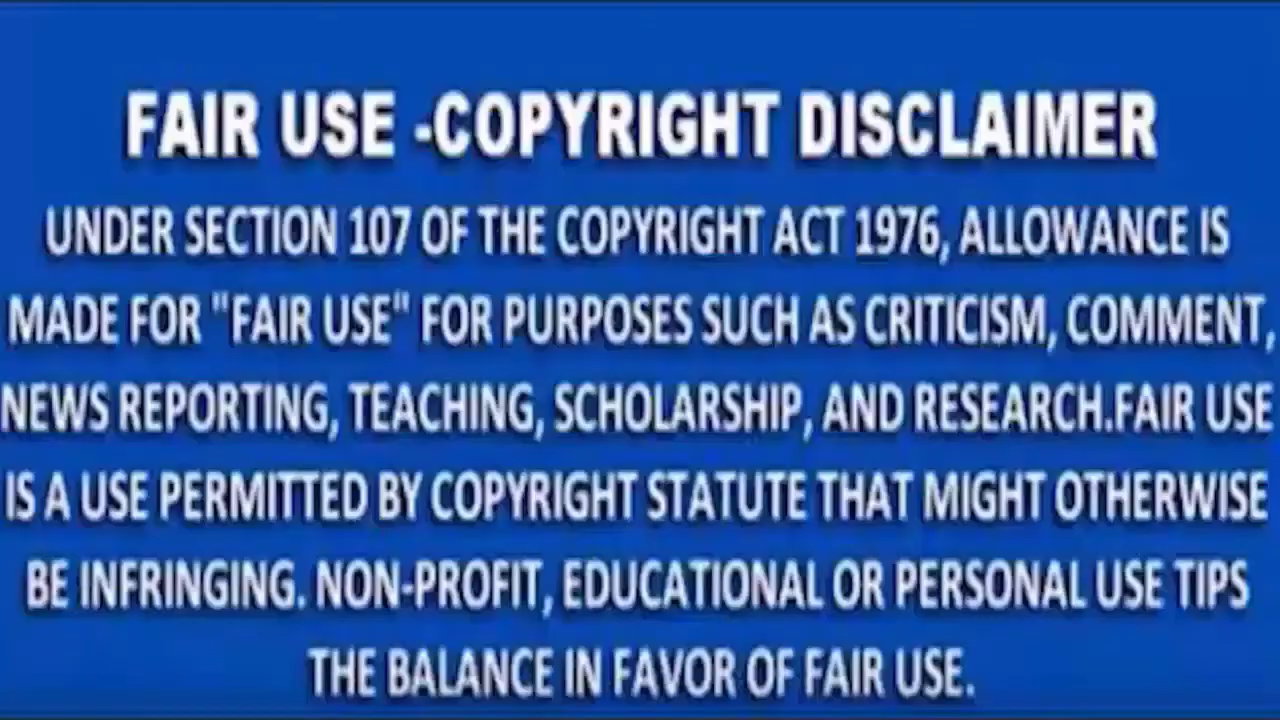 FAIR USE -COPYRIGHT DISCLAIMER
UNDER SECTION 107 OF THE COPYRIGHT ACT 1976, ALLOWANCE IS
MADE FOR "FAIR USE" FOR PURPOSES SUCH AS CRITICISM, COMMENT,
NEWS REPORTING, TEACHING, SCHOLARSHIP, AND RESEARCH.FAIR USE
IS A USE PERMITTED BY COPYRIGHT STATUTE THAT MIGHT OTHERWISE
BE INFRINGING. NON-PROFIT, EDUCATIONAL OR PERSONAL USE TIPS
THE BALANCE IN FAVOR OF FAIR USE.